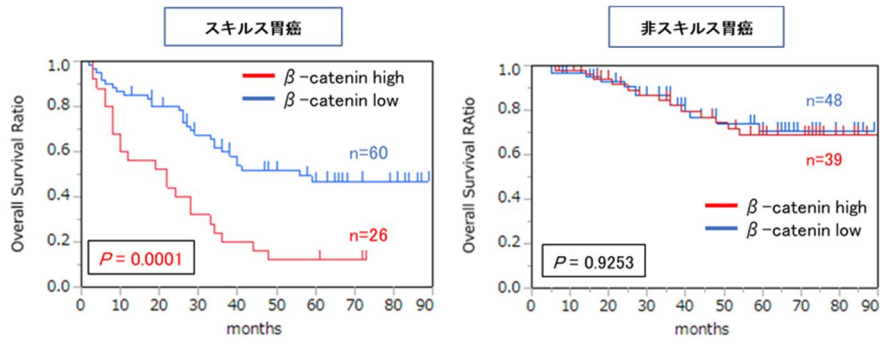 スキルス胃癌
1.0
0.8
0.6
0.4
0.2
0.0
Overall Survival Ratio
β-catenin high
β-catenin low
n=60
n=26
P = 0.0001
0 10 20 30 40 50 60 70 80 90
months
非スキルス胃癌
1.0
0.8
0.6
0.4
0.2
0.0
Overall Survival RAtio
n=48
n=39
β-catenin high
β-catenin low
P = 0.9253
0 10 20 30 40 50 60 70 80 90
months